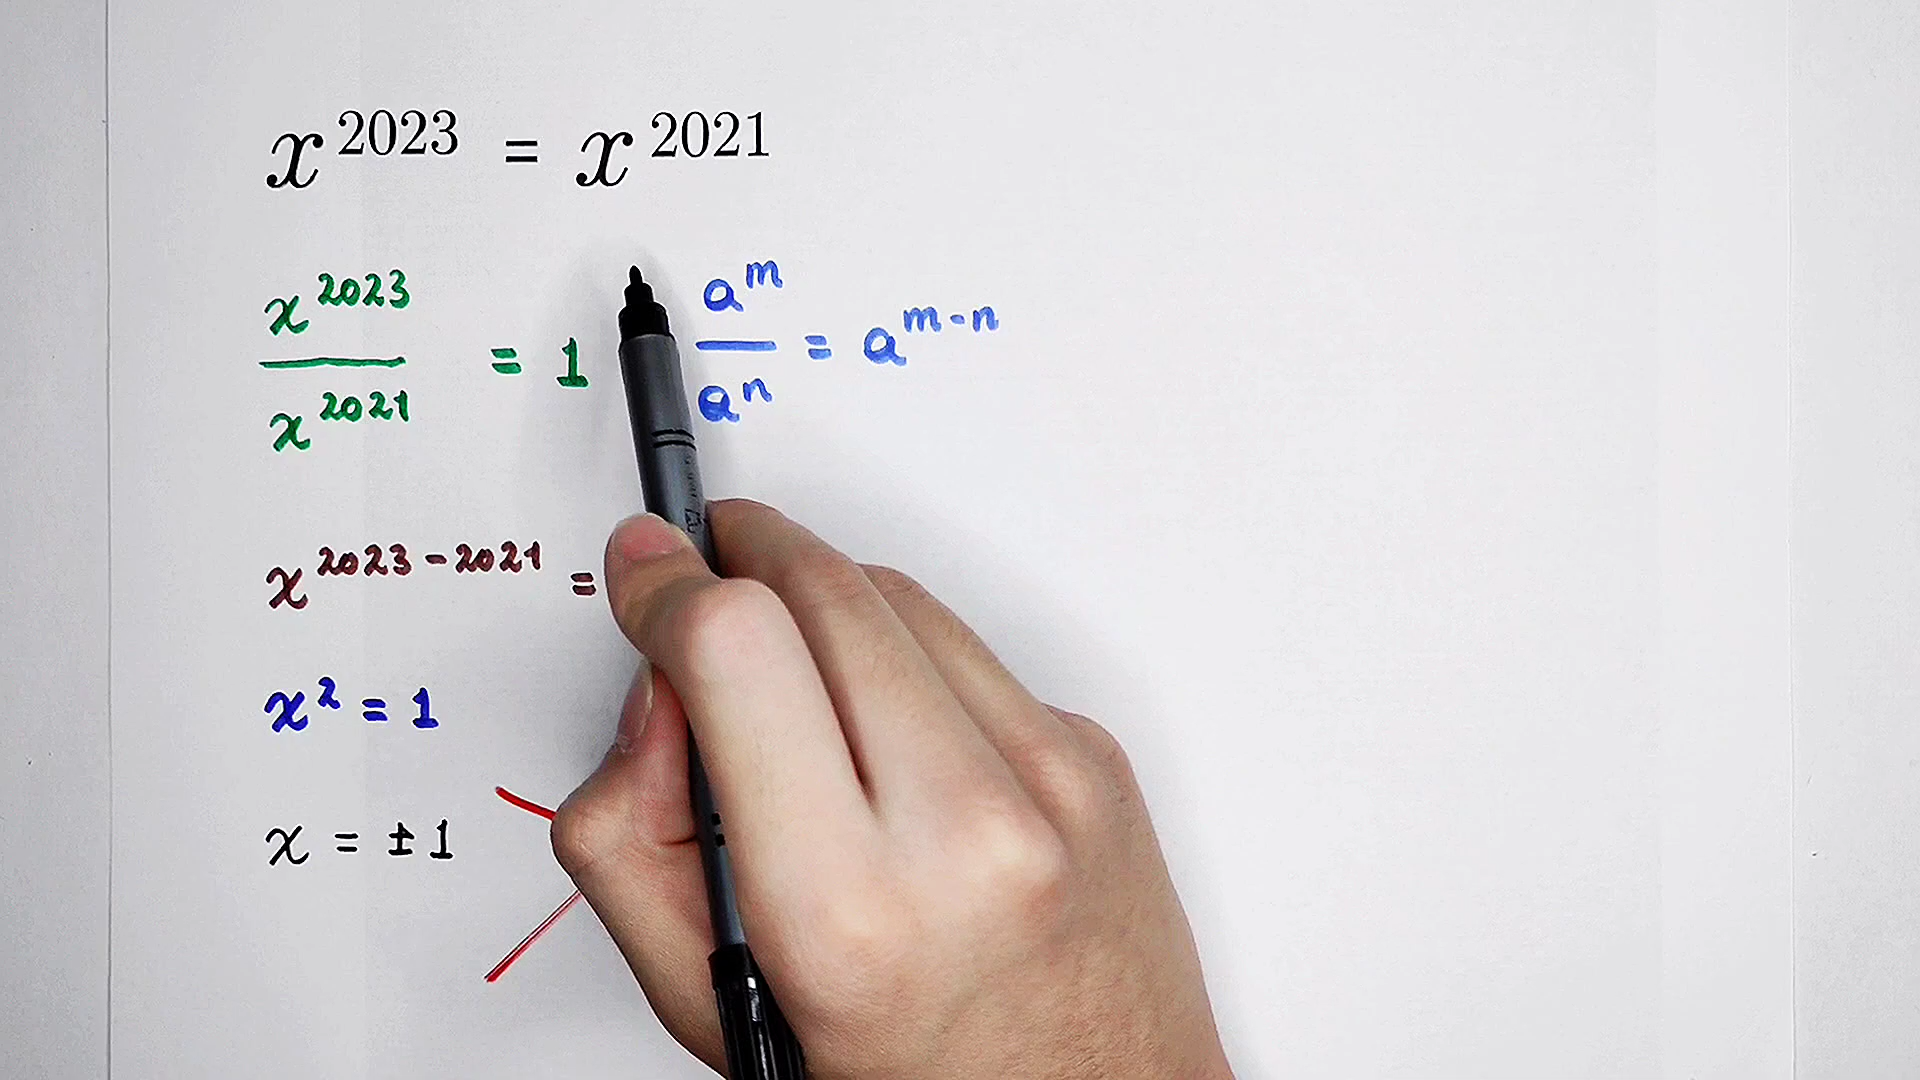 x^2023 = x^2021
x^2023 / x^2021 = 1
a^m / a^n = a^m-n
x^2023-2021 =
x^2 = 1
x = ±1